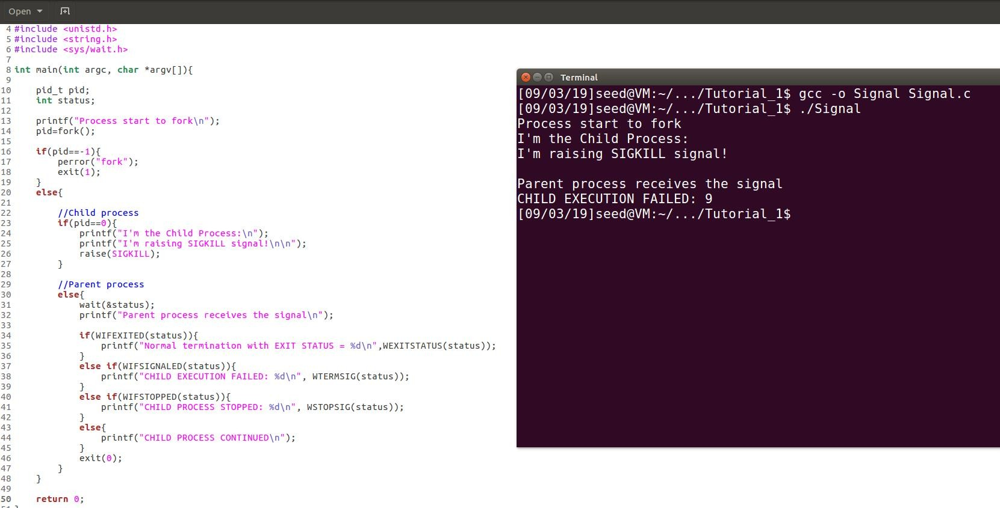 Open
4 #include <unistd.h>
5 #include <string.h>
6 #include <sys/wait.h>
7
8 int main(int argc, char *argv[]){
9
10     pid_t pid;
11     int status;
12
13     printf("Process start to fork\n");
14     pid=fork();
15
16     if(pid==-1){
17         perror("fork");
18         exit(1);
19     }
20     else{
21
22         //Child process
23         if(pid==0){
24             printf("I'm the Child Process:\n");
25             printf("I'm raising SIGKILL signal!\n\n");
26             raise(SIGKILL);
27         }
28
29         //Parent process
30         else{
31             wait(&status);
32             printf("Parent process receives the signal\n");
33
34             if(WIFEXITED(status)){
35                 printf("Normal termination with EXIT STATUS = %d\n",WEXITSTATUS(status));
36             }
37             else if(WIFSIGNALED(status)){
38                 printf("CHILD EXECUTION FAILED: %d\n", WTERMSIG(status));
39             }
40             else if(WIFSTOPPED(status)){
41                 printf("CHILD PROCESS STOPPED: %d\n", WSTOPSIG(status));
42             }
43             else{
44                 printf("CHILD PROCESS CONTINUED\n");
45             }
46             exit(0);
47         }
48     }
49
50     return 0;
Terminal
[09/03/19]seed@VM:~/.../Tutorial_1$ gcc -o Signal Signal.c
[09/03/19]seed@VM:~/.../Tutorial_1$ ./Signal
Process start to fork
I'm the Child Process:
I'm raising SIGKILL signal!

Parent process receives the signal
CHILD EXECUTION FAILED: 9
[09/03/19]seed@VM:~/.../Tutorial_1$